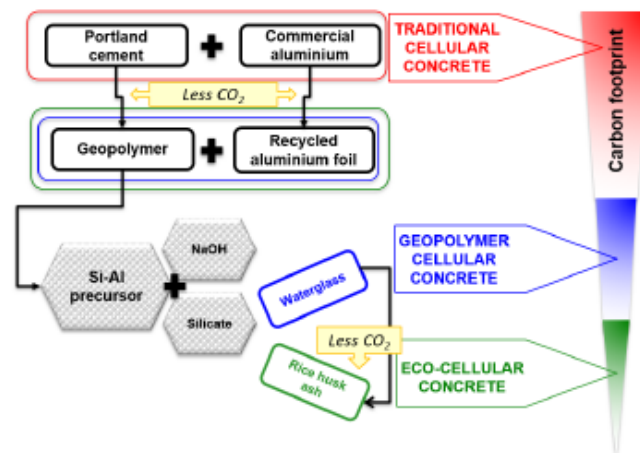 Portland
cement
Commercial
aluminium
TRADITIONAL
CELLULAR
CONCRETE
Less CO2
Geopolymer
Recycled
aluminium foil
Carbon footprint
Si-Al
precursor
NaOH
Silicate
Waterglass
GEOPOLYMER
CELLULAR
CONCRETE
Less CO2
Rice husk
ash
ECO-CELLULAR
CONCRETE